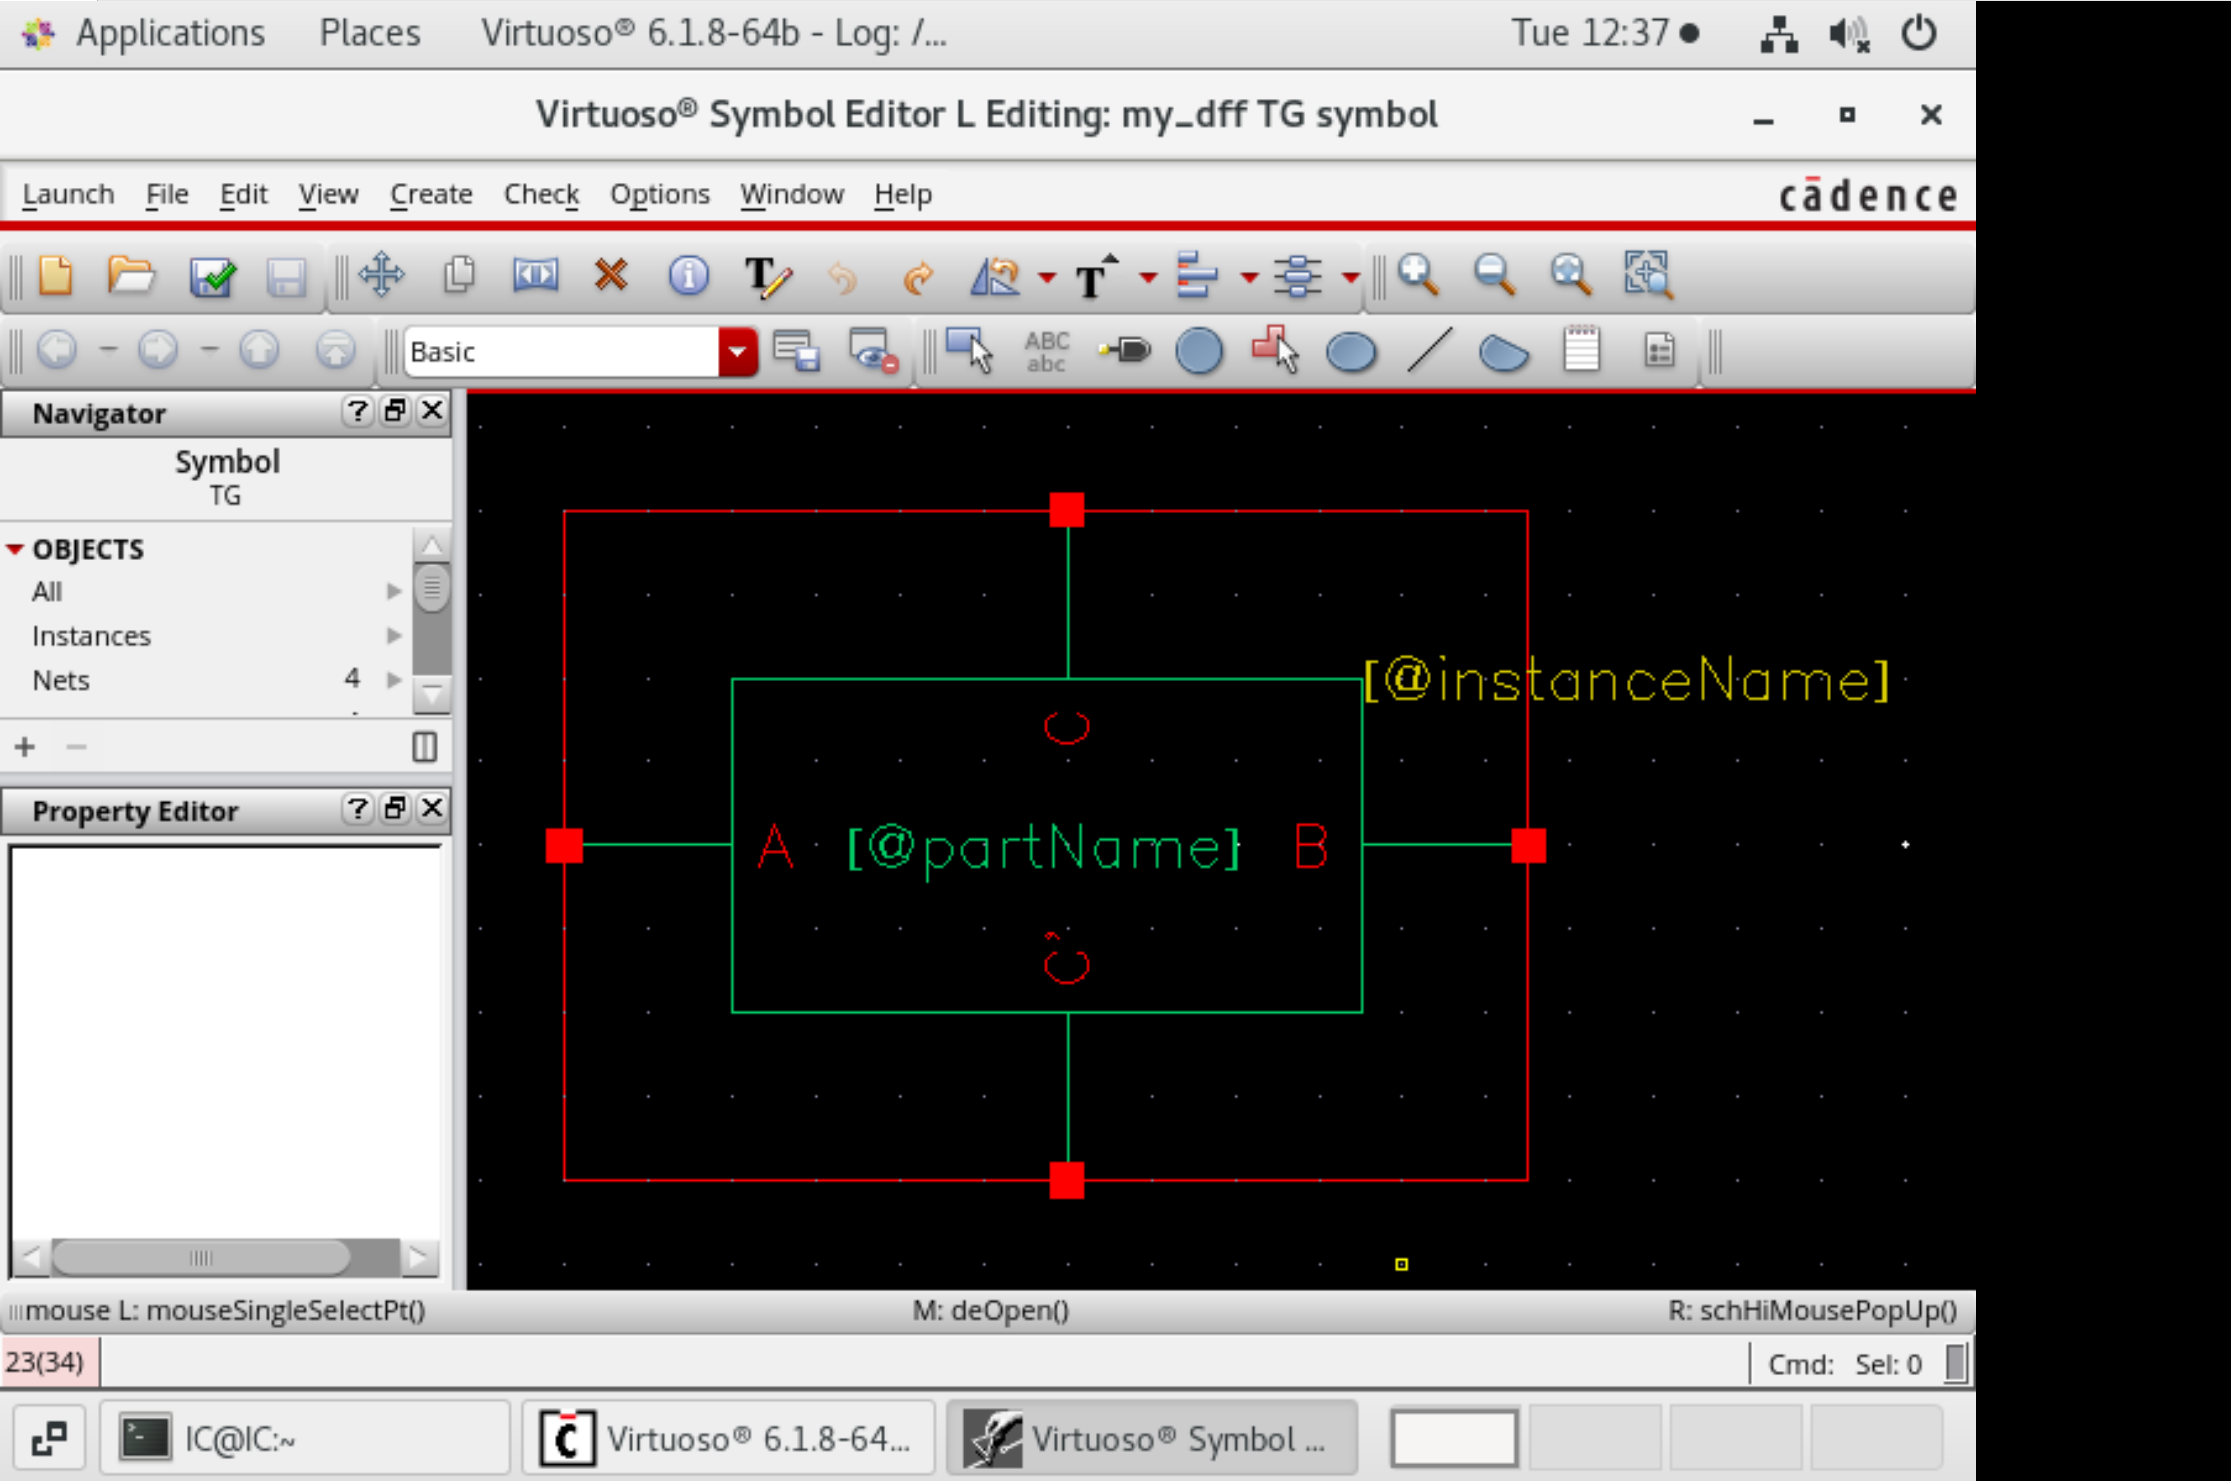 Applications Places Virtuoso® 6.1.8-64b - Log: /... Tue 12:37
Virtuoso® Symbol Editor L Editing: my_dff TG symbol
Launch File Edit View Create Check Options Window Help cādence
T T
Basic ABC
abc
Navigator ?
Symbol
TG
OBJECTS
All
Instances
Nets 4
Property Editor ?
[@instanceName]
C
A [@partName] B
C^
mouse L: mouseSingleSelectPt() M: deOpen() R: schHiMousePopUp()
23(34) Cmd: Sel: 0
IC@IC:~ Virtuoso® 6.1.8-64... Virtuoso® Symbol ...